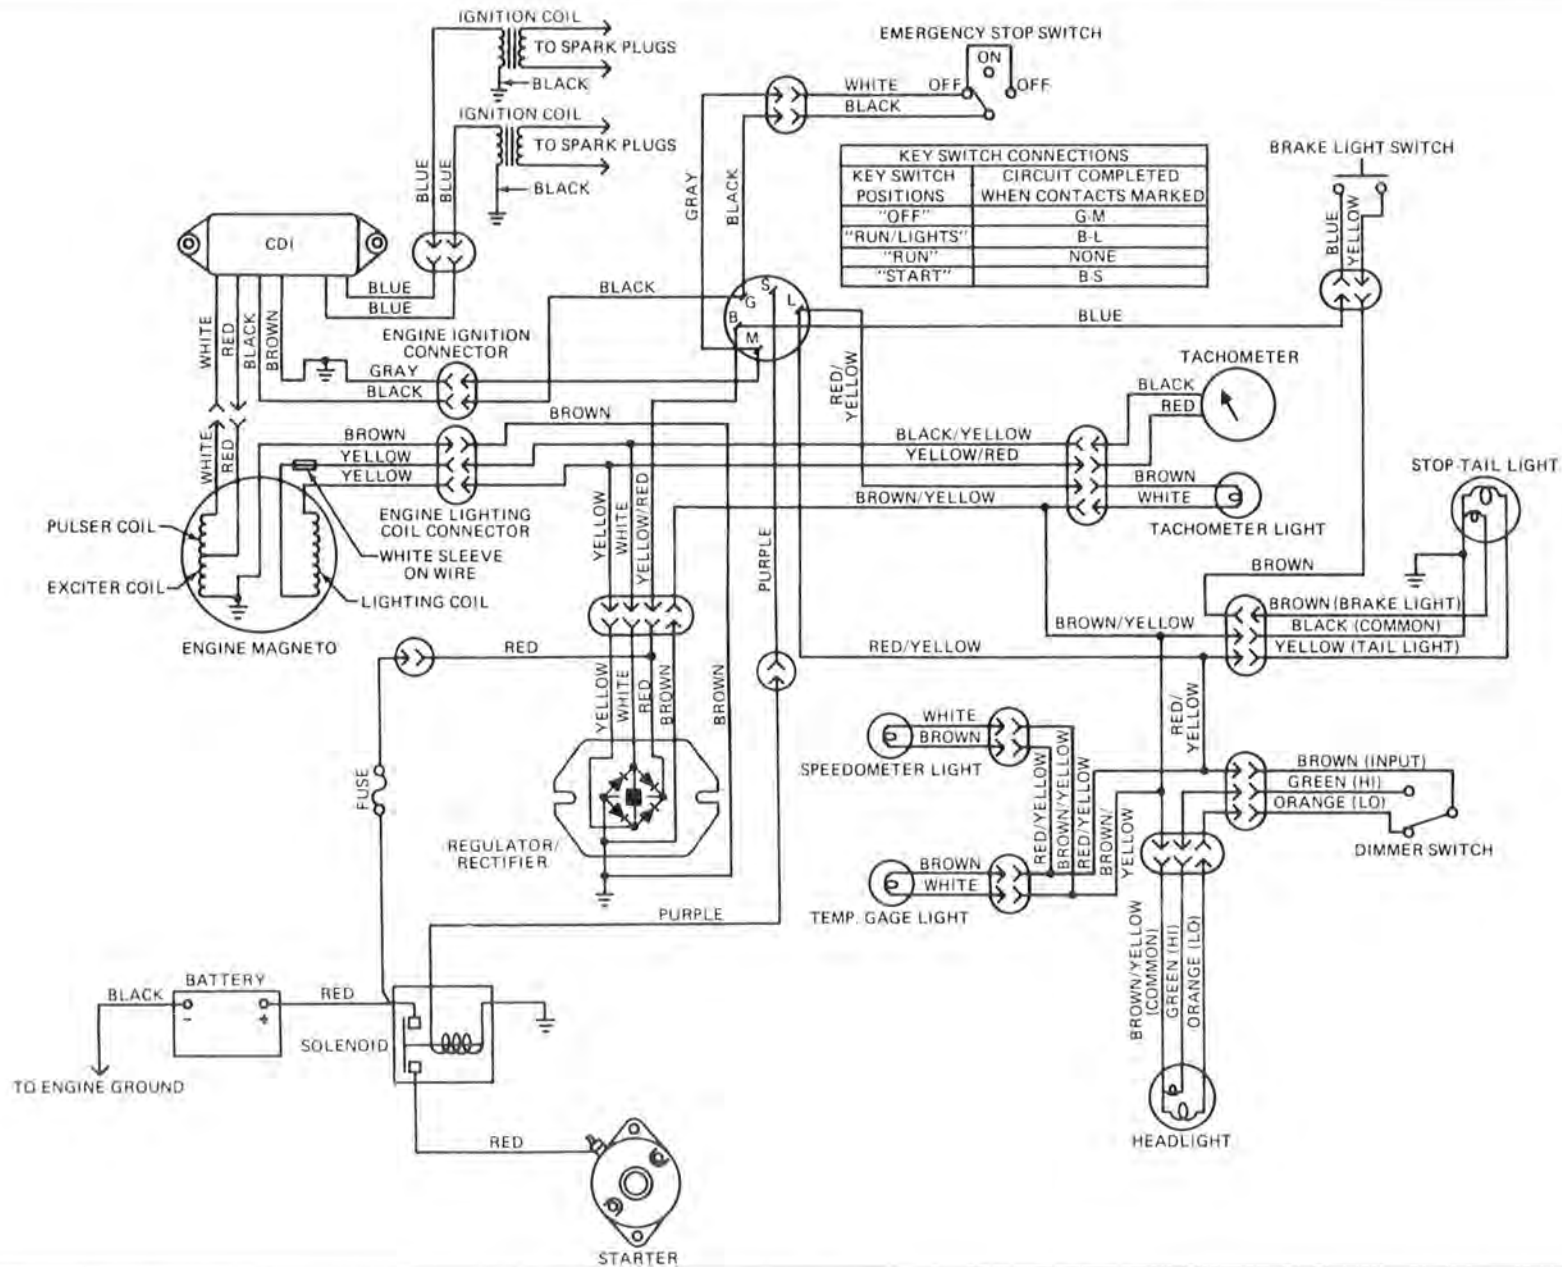 IGNITION COIL
TO SPARK PLUGS
BLACK
IGNITION COIL
TO SPARK PLUGS
BLACK
BLUE
BLUE
EMERGENCY STOP SWITCH
ON
WHITE
OFF
OFF
BLACK
GRAY
BLACK
KEY SWITCH CONNECTIONS
KEY SWITCH POSITIONS
CIRCUIT COMPLETED WHEN CONTACTS MARKED
"OFF" G-M
"RUN/LIGHTS" B-L
"RUN" NONE
"START" B-S
BRAKE LIGHT SWITCH
BLUE
YELLOW
CDI
BLUE
BLUE
WHITE
RED
BLACK
BROWN
ENGINE IGNITION
CONNECTOR
GRAY
BLACK
BLACK
S
G
L
B
M
BLUE
RED/
YELLOW
TACHOMETER
BLACK
RED
BROWN
BLACK/YELLOW
YELLOW/RED
BROWN
WHITE
TACHOMETER LIGHT
BROWN/YELLOW
STOP-TAIL LIGHT
WHITE
RED
BROWN
YELLOW
YELLOW
ENGINE LIGHTING
COIL CONNECTOR
WHITE SLEEVE
ON WIRE
PULSER COIL
EXCITER COIL
LIGHTING COIL
ENGINE MAGNETO
YELLOW
WHITE
YELLOW/RED
PURPLE
BROWN
BROWN (BRAKE LIGHT)
BLACK (COMMON)
YELLOW (TAIL LIGHT)
BROWN/YELLOW
RED/YELLOW
RED
YELLOW
WHITE
RED
BROWN
BROWN
FUSE
WHITE
BROWN
SPEEDOMETER LIGHT
RED/
YELLOW
BROWN (INPUT)
GREEN (HI)
ORANGE (LO)
DIMMER SWITCH
RED/YELLOW
BROWN/YELLOW
RED/YELLOW
BROWN/
YELLOW
REGULATOR/
RECTIFIER
BROWN
WHITE
TEMP. GAGE LIGHT
PURPLE
BROWN/YELLOW
(COMMON)
GREEN (HI)
ORANGE (LO)
HEADLIGHT
BATTERY
BLACK
-
+
RED
SOLENOID
TO ENGINE GROUND
RED
STARTER